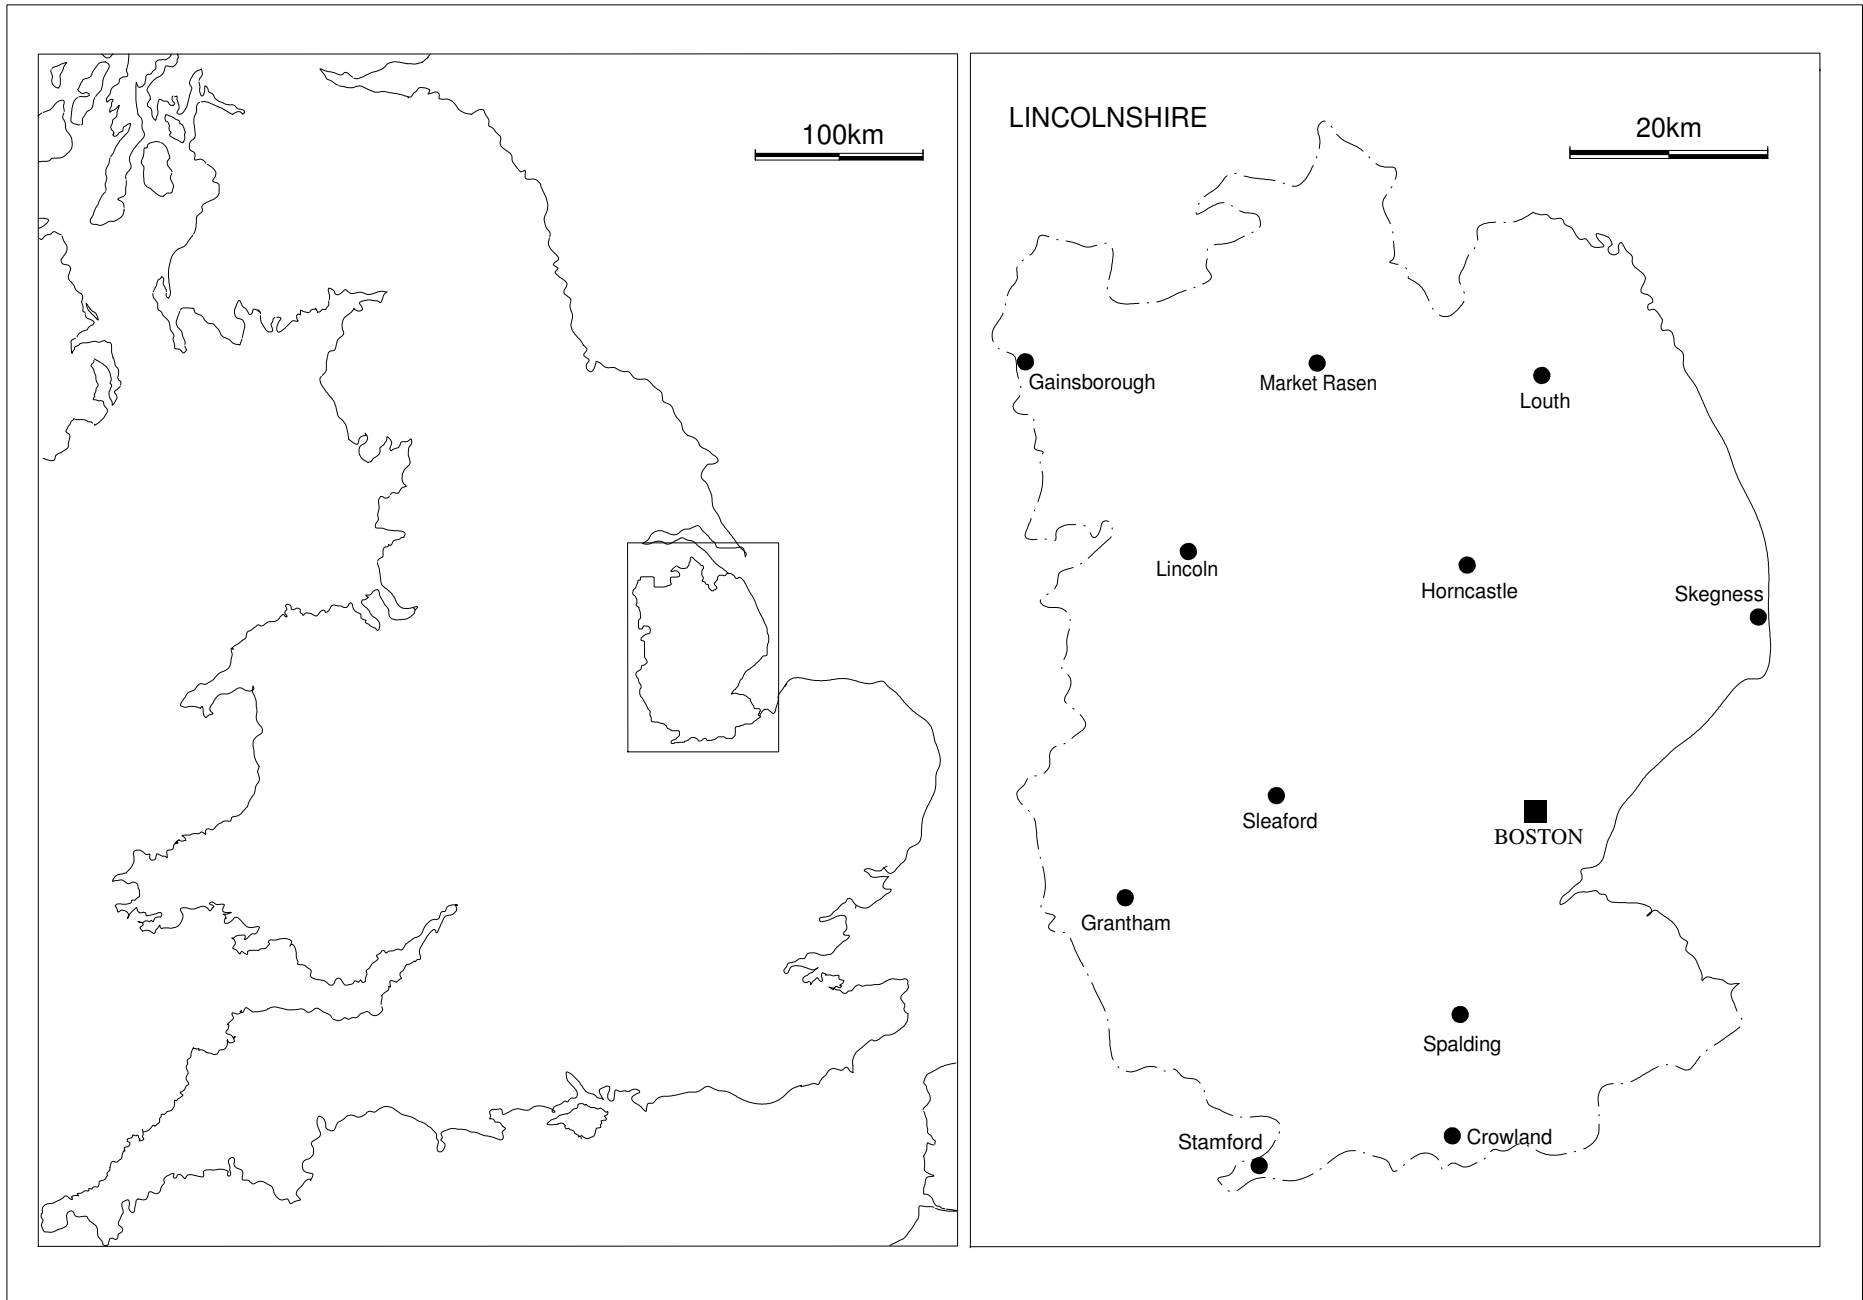 100km
LINCOLNSHIRE
20km
Gainsborough
Market Rasen
Louth
Lincoln
Horncastle
Skegness
Sleaford
BOSTON
Grantham
Spalding
Stamford
Crowland